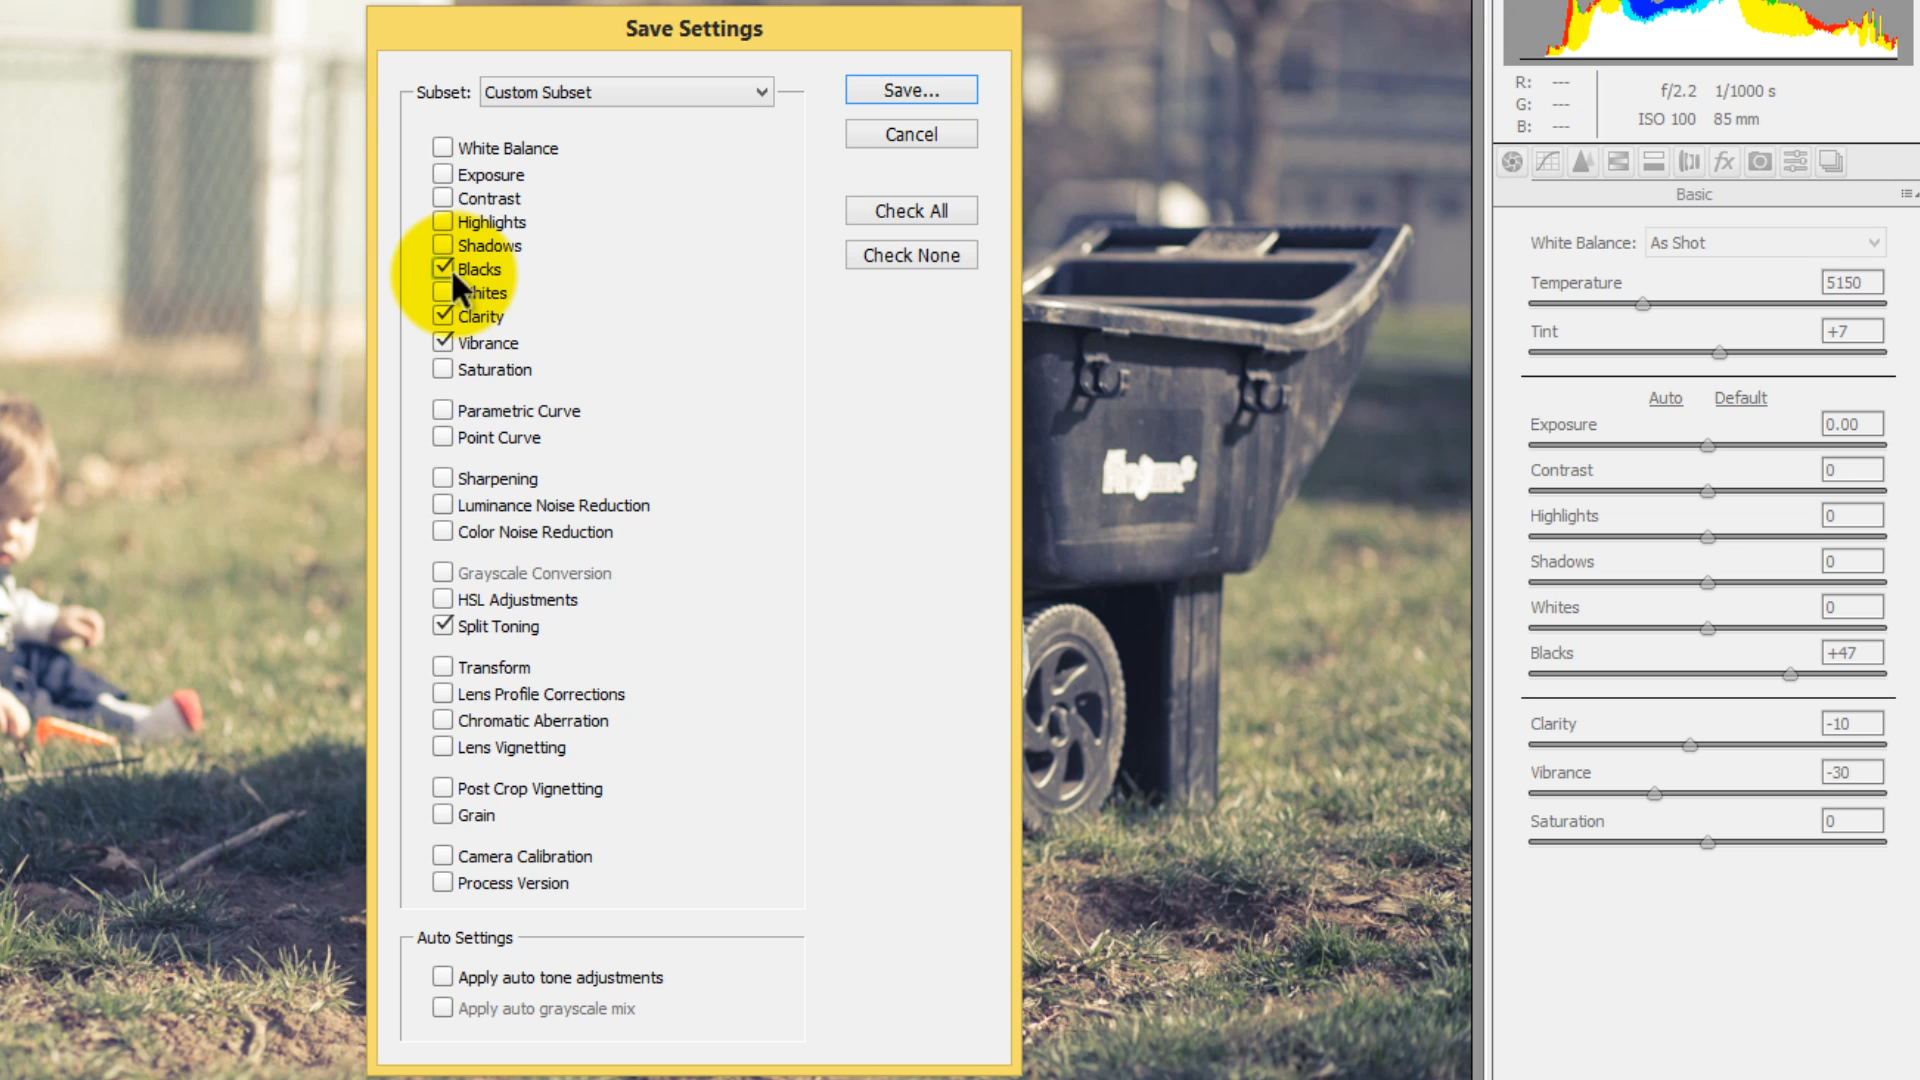 Save Settings
Subset: Custom Subset
Save...
Cancel
Check All
Check None
White Balance
Exposure
Contrast
Highlights
Shadows
Blacks
Clarity
Vibrance
Saturation
Parametric Curve
Point Curve
Sharpening
Luminance Noise Reduction
Color Noise Reduction
Grayscale Conversion
HSL Adjustments
Split Toning
Transform
Lens Profile Corrections
Chromatic Aberration
Lens Vignetting
Post Crop Vignetting
Grain
Camera Calibration
Process Version
Auto Settings
Apply auto tone adjustments
Apply auto grayscale mix
R: --- f/2.2 1/1000 s
G: --- ISO 100 85 mm
B: ---
fx
Basic
White Balance: As Shot
Temperature 5150
Tint +7
Auto Default
Exposure 0.00
Contrast 0
Highlights 0
Shadows 0
Whites 0
Blacks +47
Clarity -10
Vibrance -30
Saturation 0